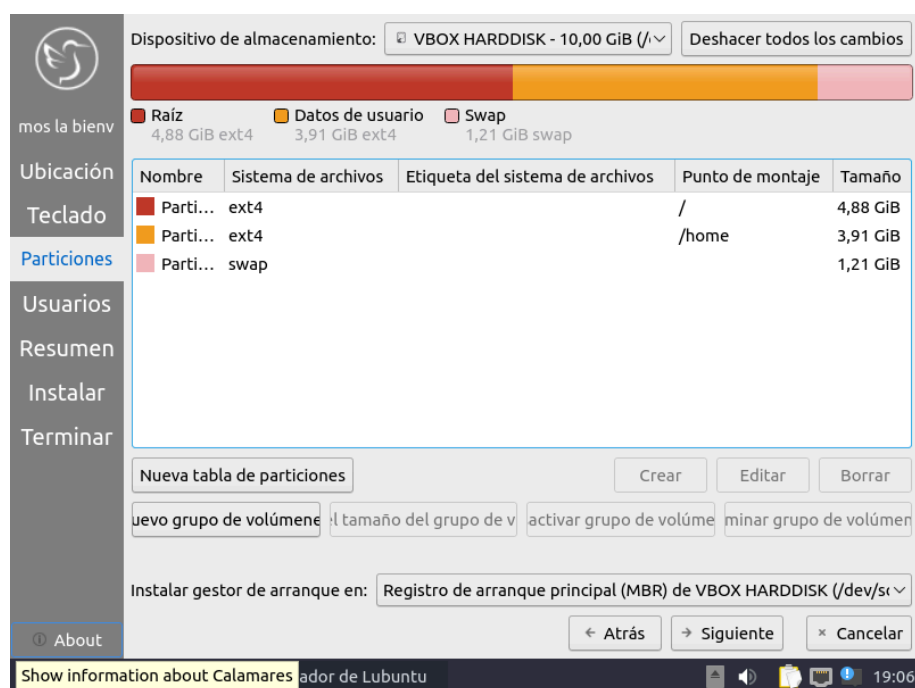 Dispositivo de almacenamiento: VBOX HARDDISK - 10,00 GiB (/ Deshacer todos los cambios
Raíz Datos de usuario Swap
4,88 GiB ext4 3,91 GiB ext4 1,21 GiB swap
mos la bienv
Ubicación
Teclado
Particiones
Usuarios
Resumen
Instalar
Terminar
Nombre Sistema de archivos Etiqueta del sistema de archivos Punto de montaje Tamaño
Parti... ext4 / 4,88 GiB
Parti... ext4 /home 3,91 GiB
Parti... swap 1,21 GiB
Nueva tabla de particiones Crear Editar Borrar
uevo grupo de volúmene l tamaño del grupo de v activar grupo de volúme minar grupo de volúmen
Instalar gestor de arranque en: Registro de arranque principal (MBR) de VBOX HARDDISK (/dev/s
About ← Atrás → Siguiente × Cancelar
Show information about Calamares ador de Lubuntu 19:06